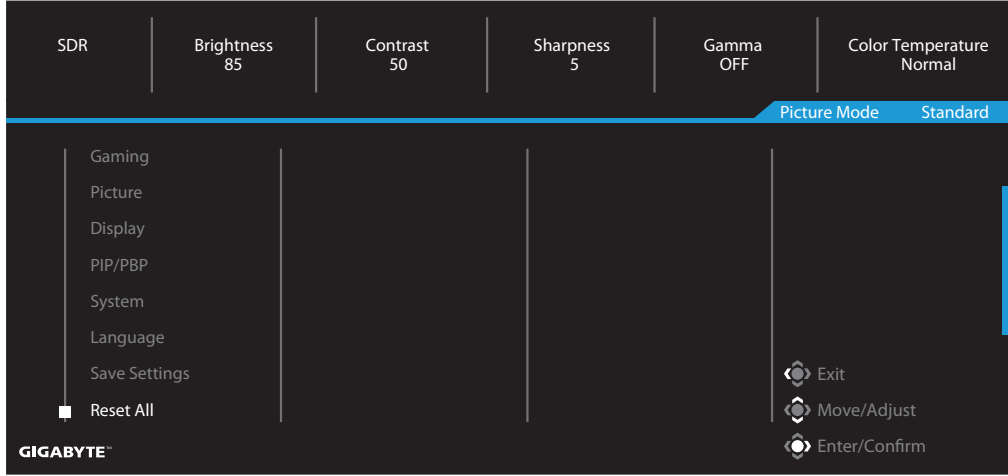 SDR Brightness Contrast Sharpness Gamma Color Temperature
85 50 5 OFF Normal
Picture Mode Standard
Gaming
Picture
Display
PIP/PBP
System
Language
Save Settings
Exit
Reset All
Move/Adjust
GIGABYTE™
Enter/Confirm